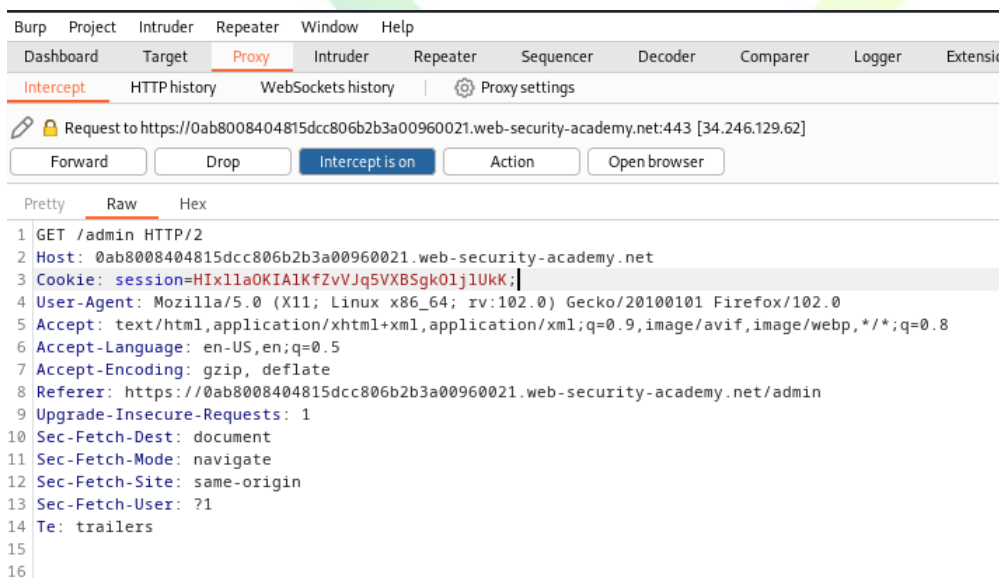 Burp Project Intruder Repeater Window Help
Dashboard Target Proxy Intruder Repeater Sequencer Decoder Comparer Logger Extensio
Intercept HTTP history WebSockets history Proxy settings
Request to https://0ab8008404815dcc806b2b3a00960021.web-security-academy.net:443 [34.246.129.62]
Forward Drop Intercept is on Action Open browser
Pretty Raw Hex
1 GET /admin HTTP/2
2 Host: 0ab8008404815dcc806b2b3a00960021.web-security-academy.net
3 Cookie: session=HIxllaOKIAlKfZvVJq5VXBSgkOljlUkK;
4 User-Agent: Mozilla/5.0 (X11; Linux x86_64; rv:102.0) Gecko/20100101 Firefox/102.0
5 Accept: text/html,application/xhtml+xml,application/xml;q=0.9,image/avif,image/webp,*/*;q=0.8
6 Accept-Language: en-US,en;q=0.5
7 Accept-Encoding: gzip, deflate
8 Referer: https://0ab8008404815dcc806b2b3a00960021.web-security-academy.net/admin
9 Upgrade-Insecure-Requests: 1
10 Sec-Fetch-Dest: document
11 Sec-Fetch-Mode: navigate
12 Sec-Fetch-Site: same-origin
13 Sec-Fetch-User: ?1
14 Te: trailers
15
16